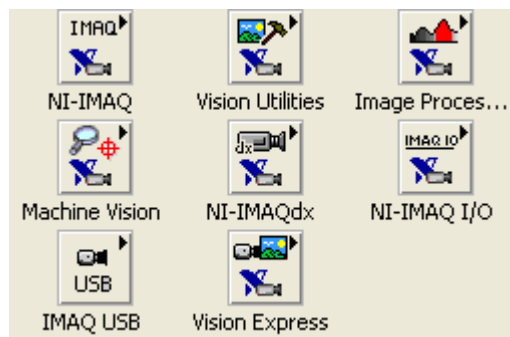 IMAQ
NI-IMAQ
Vision Utilities
Image Proces...
Machine Vision
dx
NI-IMAQdx
IMAQ IO
NI-IMAQ I/O
USB
IMAQ USB
Vision Express